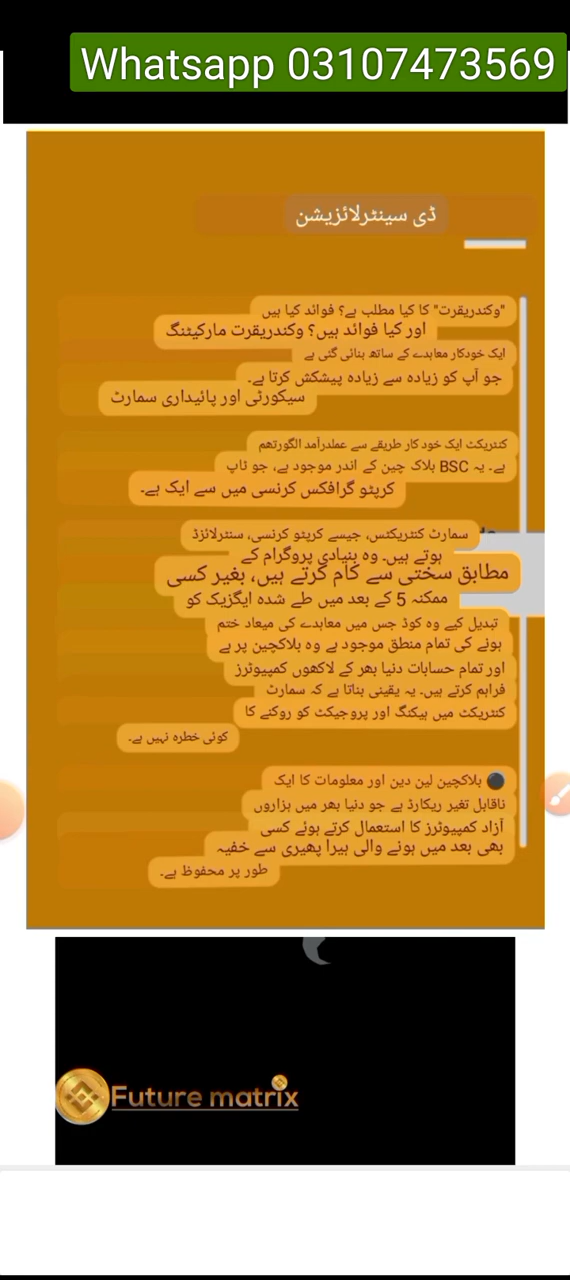 Whatsapp 03107473569
ڈی سینٹرلائزیشن
"وکندریقرت" کا کیا مطلب ہے؟ فوائد کیا ہیں
اور کیا فوائد ہیں؟ وکندریقرت مارکیٹنگ
ایک خودکار معاہدے کے ساتھ بنائی گئی ہے
جو آپ کو زیادہ سے زیادہ پیشکش کرتا ہے۔
سیکورٹی اور پائیداری سمارٹ
کنٹریکٹ ایک خود کار طریقے سے عملدرآمد الگورتھم
ہے۔ یہ BSC بلاک چین کے اندر موجود ہے، جو ٹاپ
کرپٹو گرافکس کرنسی میں سے ایک ہے۔
سمارٹ کنٹریکٹس، جیسے کرپٹو کرنسی، سنٹرلائزڈ
ہوتے ہیں۔ وہ بنیادی پروگرام کے
مطابق سختی سے کام کرتے ہیں، بغیر کسی
ممکنہ 5 کے بعد میں طے شدہ ایگزیک کو
تبدیل کیے وہ کوڈ جس میں معاہدے کی میعاد ختم
ہونے کی تمام منطق موجود ہے وہ بلاکچین پر ہے
اور تمام حسابات دنیا بھر کے لاکھوں کمپیوٹرز
فراہم کرتے ہیں۔ یہ یقینی بناتا ہے کہ سمارٹ
کنٹریکٹ میں ہیکنگ اور پروجیکٹ کو روکنے کا
کوئی خطرہ نہیں ہے۔
بلاکچین لین دین اور معلومات کا ایک
ناقابل تغیر ریکارڈ ہے جو دنیا بھر میں ہزاروں
آزاد کمپیوٹرز کا استعمال کرتے ہوئے کسی
بھی بعد میں ہونے والی ہیرا پھیری سے خفیہ
طور پر محفوظ ہے۔
Future matrix